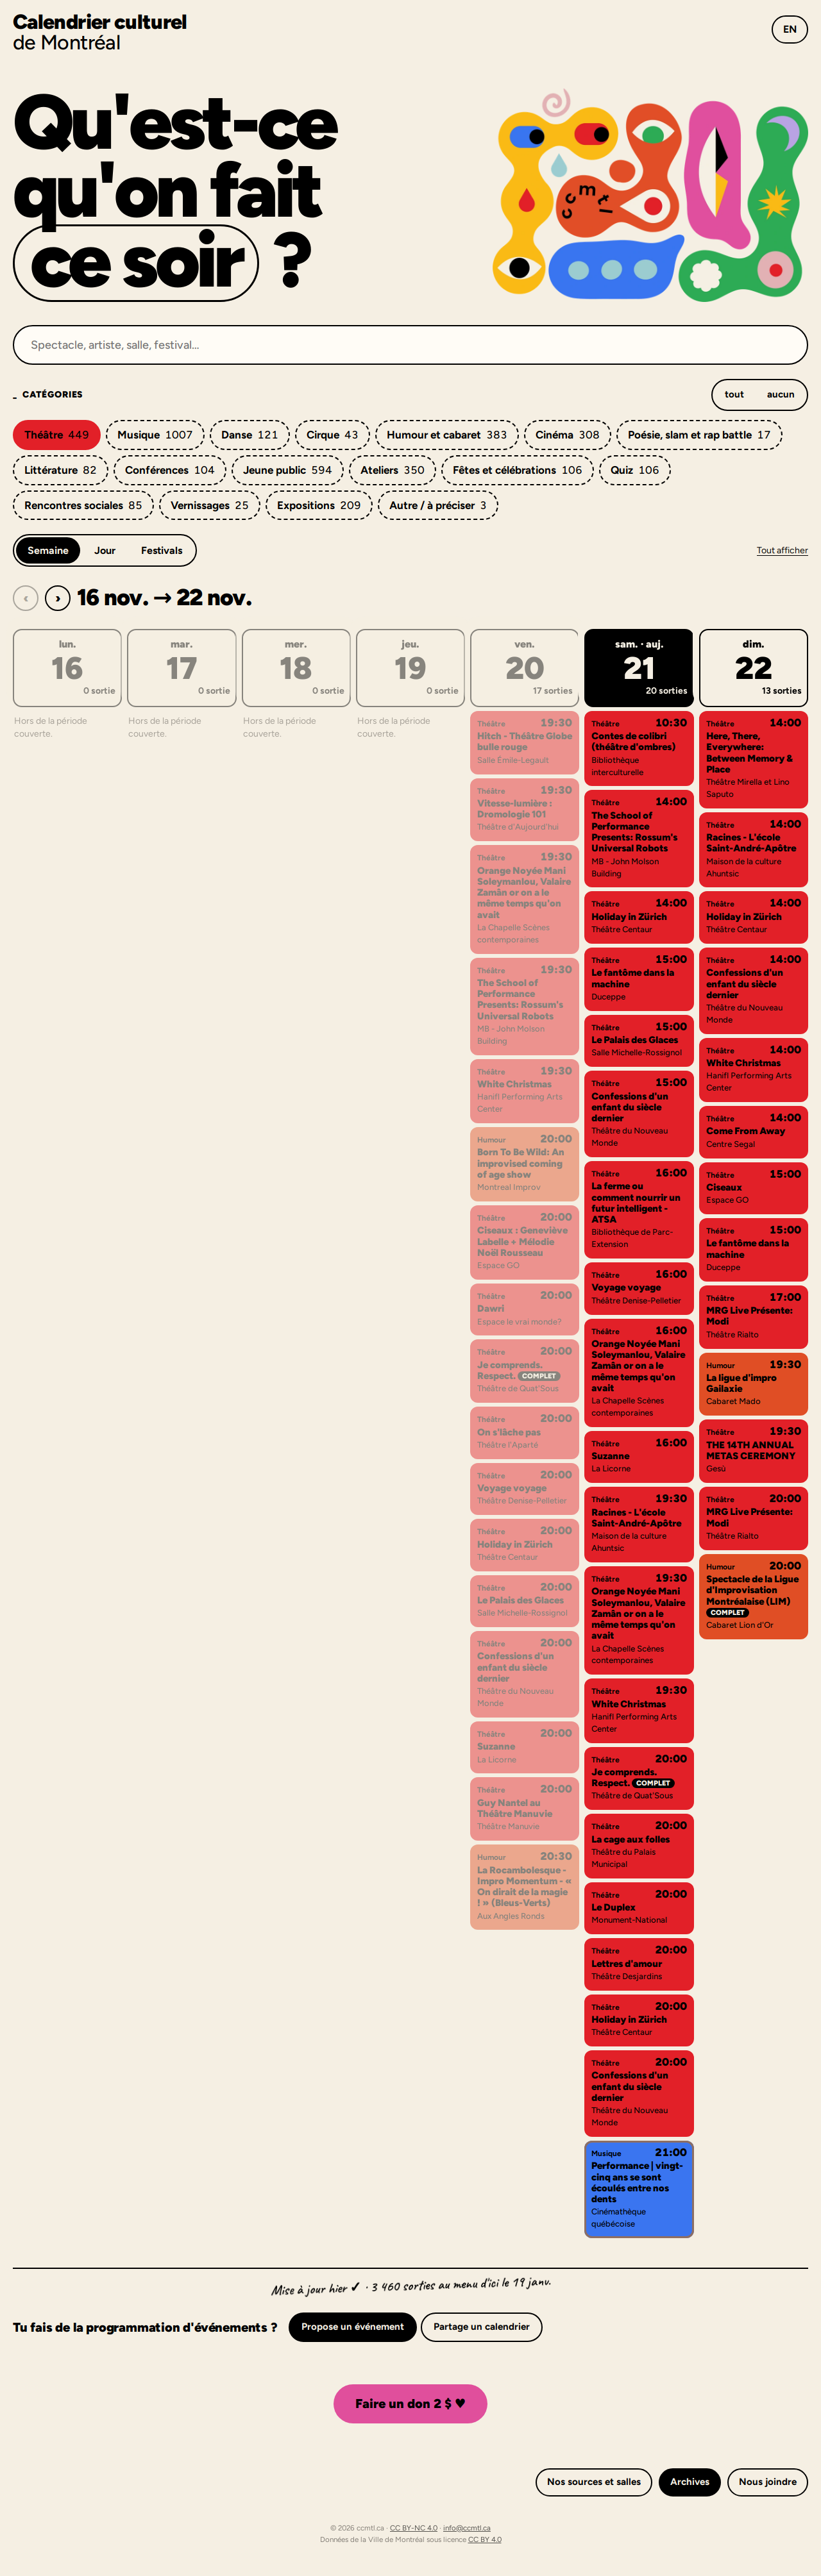 Calendrier culturel
de Montréal
EN
Qu'est-ce
qu'on fait
ce soir ?
ccmtl
Spectacle, artiste, salle, festival…
CATÉGORIES
tout aucun
Théâtre 449 Musique 1007 Danse 121 Cirque 43 Humour et cabaret 383 Cinéma 308 Poésie, slam et rap battle 17
Littérature 82 Conférences 104 Jeune public 594 Ateliers 350 Fêtes et célébrations 106 Quiz 106
Rencontres sociales 85 Vernissages 25 Expositions 209 Autre / à préciser 3
Semaine Jour Festivals
Tout afficher
‹ › 16 nov. → 22 nov.
lun.
16
0 sortie
Hors de la période
couverte.
mar.
17
0 sortie
Hors de la période
couverte.
mer.
18
0 sortie
Hors de la période
couverte.
jeu.
19
0 sortie
Hors de la période
couverte.
ven.
20
17 sorties
Théâtre 19:30
Hitch - Théâtre Globe
bulle rouge
Salle Émile-Legault
Théâtre 19:30
Vitesse-lumière :
Dromologie 101
Théâtre d'Aujourd'hui
Théâtre 19:30
Orange Noyée Mani
Soleymanlou, Valaire
Zamân or on a le
même temps qu'on
avait
La Chapelle Scènes
contemporaines
Théâtre 19:30
The School of
Performance
Presents: Rossum's
Universal Robots
MB - John Molson
Building
Théâtre 19:30
White Christmas
Hanifl Performing Arts
Center
Humour 20:00
Born To Be Wild: An
improvised coming
of age show
Montreal Improv
Théâtre 20:00
Ciseaux : Geneviève
Labelle + Mélodie
Noël Rousseau
Espace GO
Théâtre 20:00
Dawri
Espace le vrai monde?
Théâtre 20:00
Je comprends.
Respect. COMPLET
Théâtre de Quat'Sous
Théâtre 20:00
On s'lâche pas
Théâtre l'Aparté
Théâtre 20:00
Voyage voyage
Théâtre Denise-Pelletier
Théâtre 20:00
Holiday in Zürich
Théâtre Centaur
Théâtre 20:00
Le Palais des Glaces
Salle Michelle-Rossignol
Théâtre 20:00
Confessions d'un
enfant du siècle
dernier
Théâtre du Nouveau
Monde
Théâtre 20:00
Suzanne
La Licorne
Théâtre 20:00
Guy Nantel au
Théâtre Manuvie
Théâtre Manuvie
Humour 20:30
La Rocambolesque -
Impro Momentum - «
On dirait de la magie
! » (Bleus-Verts)
Aux Angles Ronds
sam. · auj.
21
20 sorties
Théâtre 10:30
Contes de colibri
(théâtre d'ombres)
Bibliothèque
interculturelle
Théâtre 14:00
The School of
Performance
Presents: Rossum's
Universal Robots
MB - John Molson
Building
Théâtre 14:00
Holiday in Zürich
Théâtre Centaur
Théâtre 15:00
Le fantôme dans la
machine
Duceppe
Théâtre 15:00
Le Palais des Glaces
Salle Michelle-Rossignol
Théâtre 15:00
Confessions d'un
enfant du siècle
dernier
Théâtre du Nouveau
Monde
Théâtre 16:00
La ferme ou
comment nourrir un
futur intelligent -
ATSA
Bibliothèque de Parc-
Extension
Théâtre 16:00
Voyage voyage
Théâtre Denise-Pelletier
Théâtre 16:00
Orange Noyée Mani
Soleymanlou, Valaire
Zamân or on a le
même temps qu'on
avait
La Chapelle Scènes
contemporaines
Théâtre 16:00
Suzanne
La Licorne
Théâtre 19:30
Racines - L'école
Saint-André-Apôtre
Maison de la culture
Ahuntsic
Théâtre 19:30
Orange Noyée Mani
Soleymanlou, Valaire
Zamân or on a le
même temps qu'on
avait
La Chapelle Scènes
contemporaines
Théâtre 19:30
White Christmas
Hanifl Performing Arts
Center
Théâtre 20:00
Je comprends.
Respect. COMPLET
Théâtre de Quat'Sous
Théâtre 20:00
La cage aux folles
Théâtre du Palais
Municipal
Théâtre 20:00
Le Duplex
Monument-National
Théâtre 20:00
Lettres d'amour
Théâtre Desjardins
Théâtre 20:00
Holiday in Zürich
Théâtre Centaur
Théâtre 20:00
Confessions d'un
enfant du siècle
dernier
Théâtre du Nouveau
Monde
Musique 21:00
Performance | vingt-
cinq ans se sont
écoulés entre nos
dents
Cinémathèque
québécoise
dim.
22
13 sorties
Théâtre 14:00
Here, There,
Everywhere:
Between Memory &
Place
Théâtre Mirella et Lino
Saputo
Théâtre 14:00
Racines - L'école
Saint-André-Apôtre
Maison de la culture
Ahuntsic
Théâtre 14:00
Holiday in Zürich
Théâtre Centaur
Théâtre 14:00
Confessions d'un
enfant du siècle
dernier
Théâtre du Nouveau
Monde
Théâtre 14:00
White Christmas
Hanifl Performing Arts
Center
Théâtre 14:00
Come From Away
Centre Segal
Théâtre 15:00
Ciseaux
Espace GO
Théâtre 15:00
Le fantôme dans la
machine
Duceppe
Théâtre 17:00
MRG Live Présente:
Modi
Théâtre Rialto
Humour 19:30
La ligue d'impro
Gailaxie
Cabaret Mado
Théâtre 19:30
THE 14TH ANNUAL
METAS CEREMONY
Gesù
Théâtre 20:00
MRG Live Présente:
Modi
Théâtre Rialto
Humour 20:00
Spectacle de la Ligue
d'Improvisation
Montréalaise (LIM)
COMPLET
Cabaret Lion d'Or
Mise à jour hier ✓ · 3 460 sorties au menu d'ici le 19 janv.
Tu fais de la programmation d'événements ? Propose un événement Partage un calendrier
Faire un don 2 $ ♥
Nos sources et salles Archives Nous joindre
© 2026 ccmtl.ca · CC BY-NC 4.0 · info@ccmtl.ca
Données de la Ville de Montréal sous licence CC BY 4.0